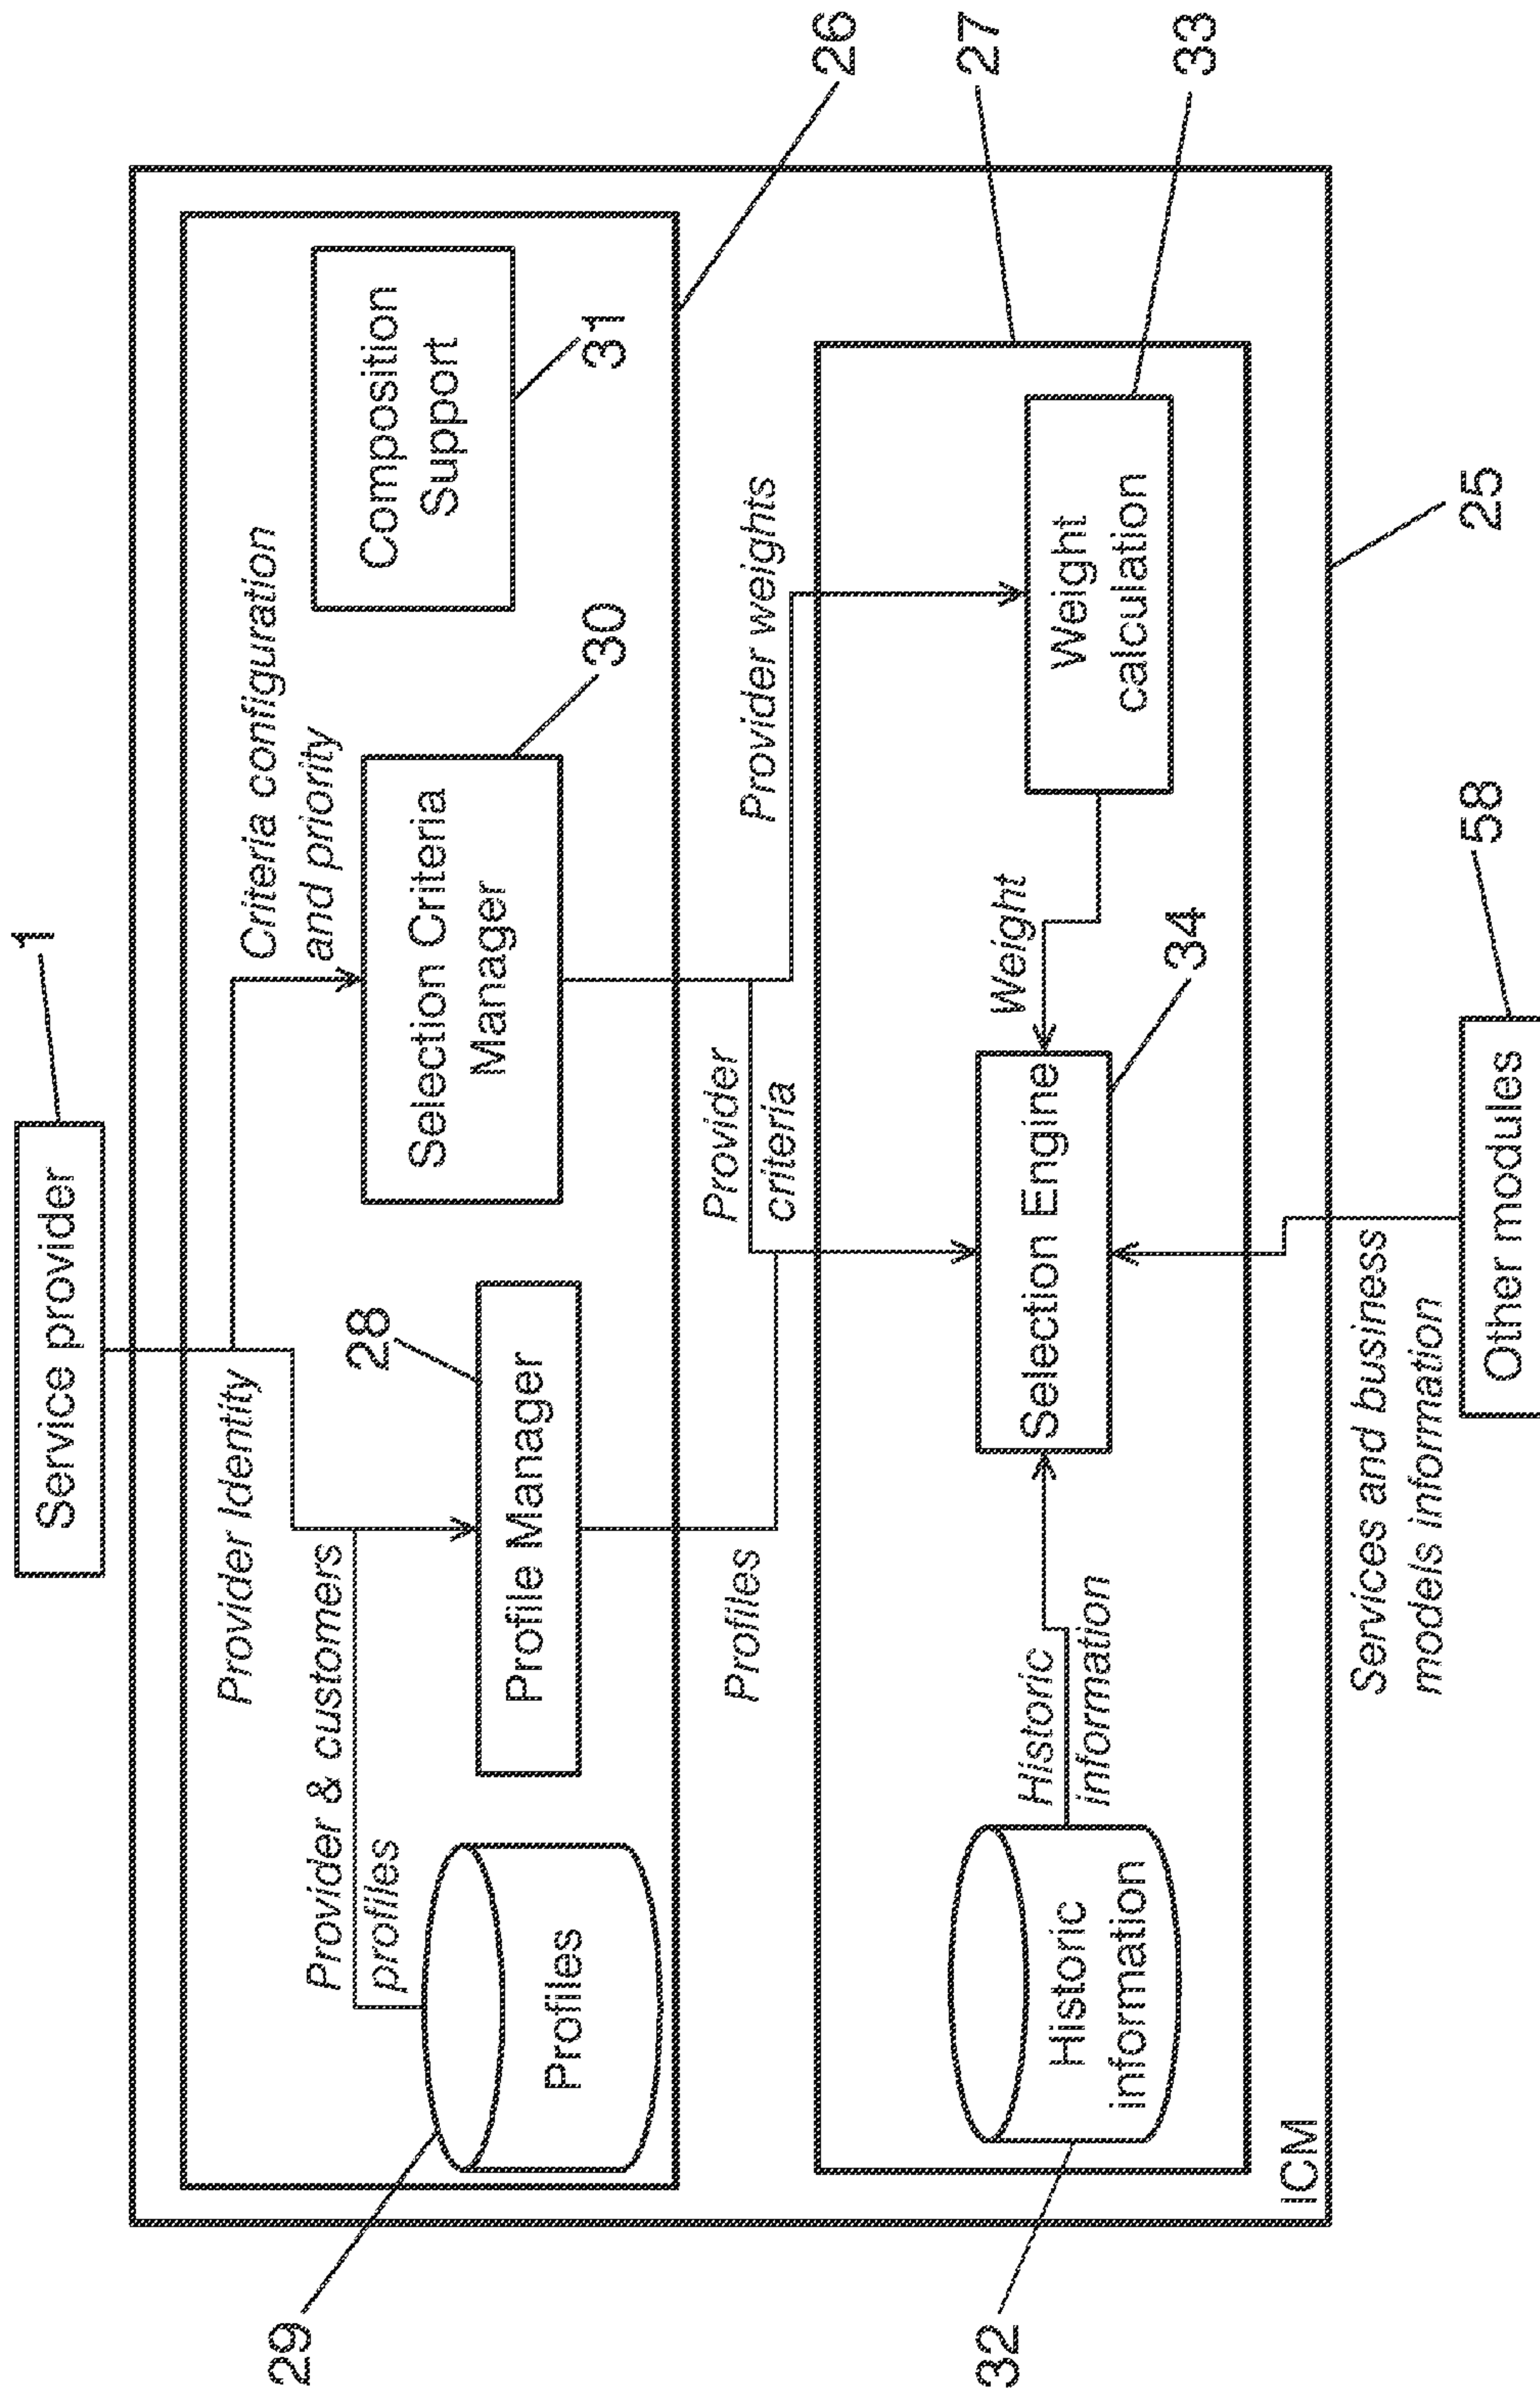 1
Service provider
Provider Identity
Criteria configuration
and priority
Provider & customers
profiles
28
Profile Manager
Selection Criteria
Manager
30
Composition
Support
31
29
Profiles
26
Profiles
Provider
criteria
Provider weights
27
Historic
information
32
Historic
information
Selection Engine
34
Weight
Weight
calculation
33
ICM
25
Services and business
models information
Other modules
58